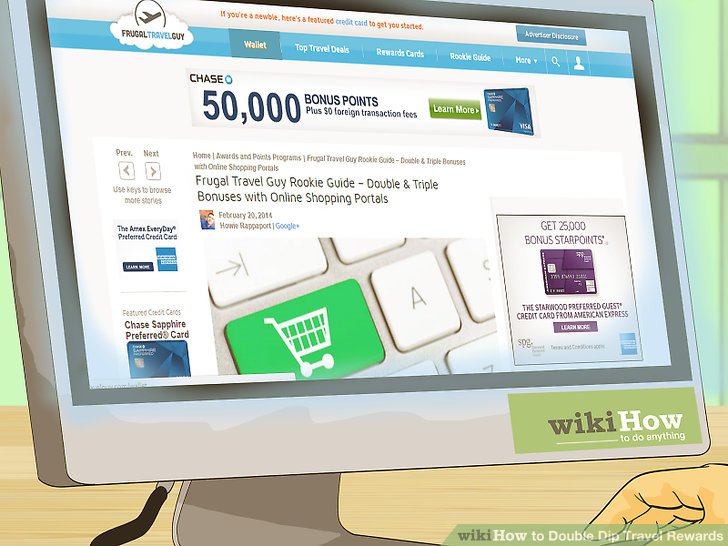 If you're a newbie, here's a featured credit card to get you started.
Advertiser Disclosure
FRUGALTRAVELGUY
Wallet
Top Travel Deals
Rewards Cards
Rookie Guide
More
CHASE
50,000 BONUS POINTS
Plus $0 foreign transaction fees
Learn More
VISA
Prev. Next
Use keys to browse
more stories
Home | Awards and Points Programs | Frugal Travel Guy Rookie Guide – Double & Triple Bonuses
with Online Shopping Portals
Frugal Travel Guy Rookie Guide – Double & Triple
Bonuses with Online Shopping Portals
February 20, 2014
Howie Rappaport | Google+
The Amex EveryDay®
Preferred Credit Card
LEARN MORE
Featured Credit Cards
Chase Sapphire
Preferred® Card
A
GET 25,000
BONUS STARPOINTS®
THE STARWOOD PREFERRED GUEST®
CREDIT CARD FROM AMERICAN EXPRESS
LEARN MORE
spg
Terms and Conditions apply
wikiHow
to do anything
wikiHow to Double Dip Travel Rewards